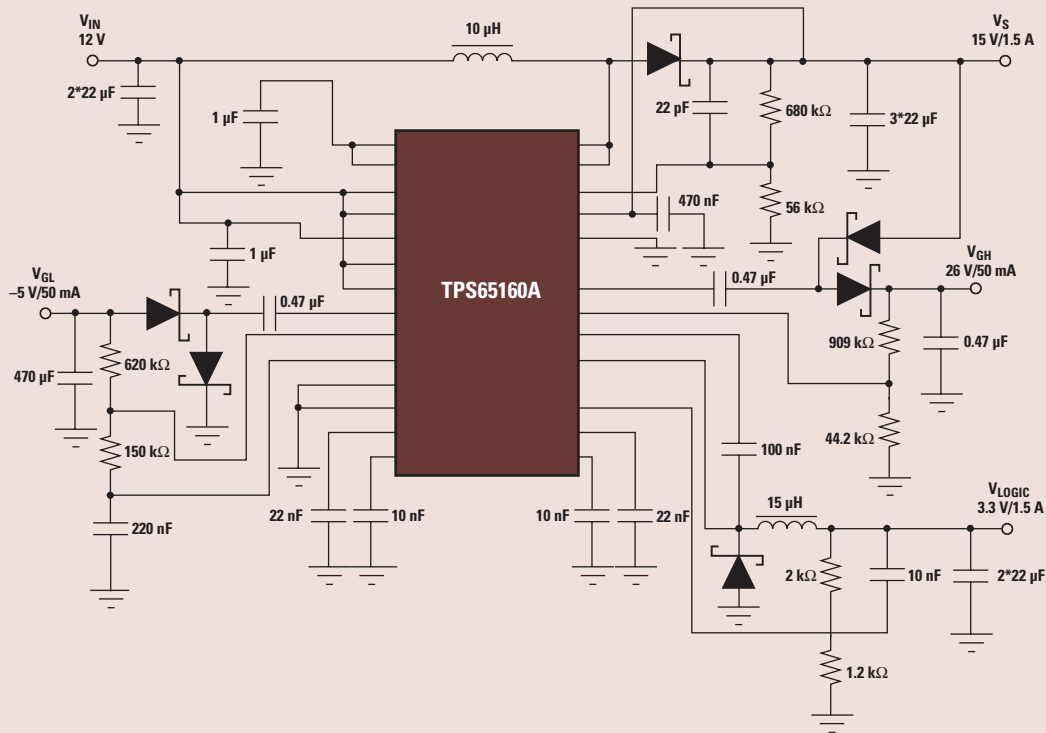 V_IN
12 V
10 µH
V_S
15 V/1.5 A
2*22 µF
1 µF
22 pF
680 kΩ
3*22 µF
470 nF
56 kΩ
1 µF
TPS65160A
V_GL
–5 V/50 mA
0.47 µF
0.47 µF
V_GH
26 V/50 mA
620 kΩ
909 kΩ
0.47 µF
470 µF
150 kΩ
44.2 kΩ
100 nF
220 nF
22 nF
10 nF
10 nF
22 nF
15 µH
V_LOGIC
3.3 V/1.5 A
2 kΩ
10 nF
2*22 µF
1.2 kΩ